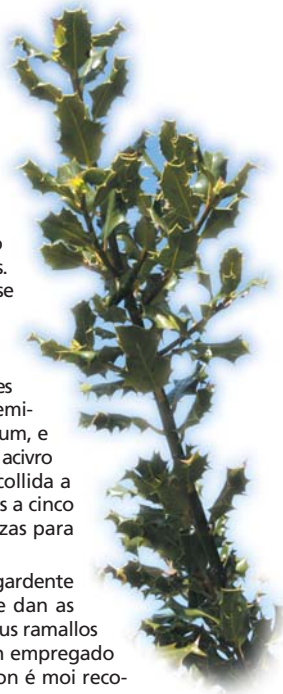 o
s.
se
es
emi-
um, e
acivro
collida a
s a cinco
zas para
gardente
e dan as
us ramallos
n empregado
on é moi reco-